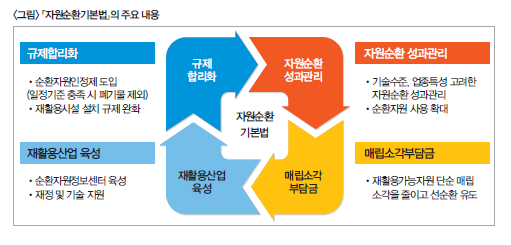 〈그림〉「자원순환기본법」의 주요 내용
규제합리화
• 순환자원인정제 도입
(일정기준 충족 시 폐기물 제외)
• 재활용시설 설치 규제 완화
규제
합리화
자원순환
성과관리
자원순환
기본법
재활용산업
육성
매립소각
부담금
자원순환 성과관리
• 기술수준, 업종특성 고려한
자원순환 성과관리
• 순환자원 사용 확대
재활용산업 육성
• 순환자원정보센터 육성
• 재정 및 기술 지원
매립소각부담금
• 재활용가능자원 단순 매립
소각을 줄이고 선순환 유도